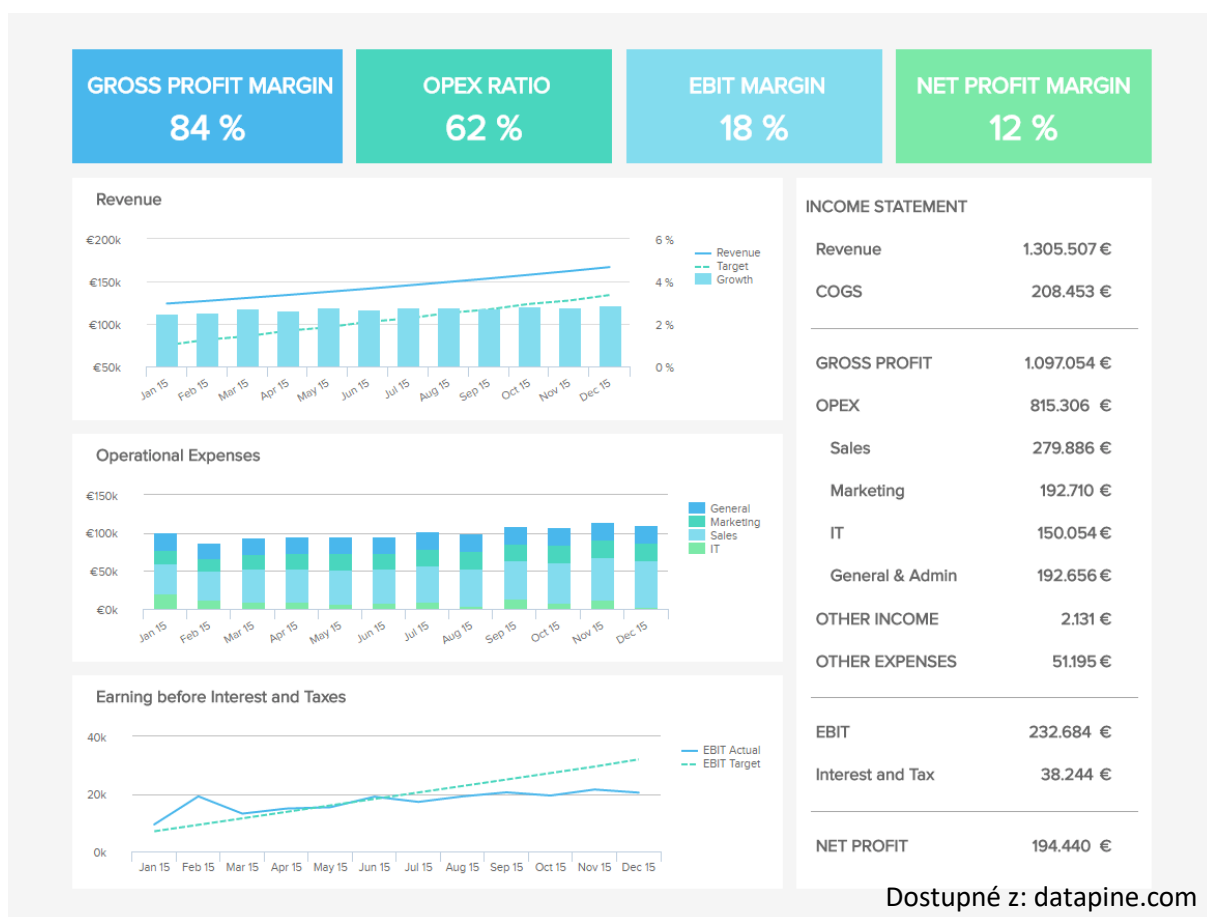 GROSS PROFIT MARGIN
84 %
OPEX RATIO
62 %
EBIT MARGIN
18 %
NET PROFIT MARGIN
12 %
Revenue
€200k
€150k
€100k
€50k
6 %
4 %
2 %
0 %
Revenue
Target
Growth
Jan 15 Feb 15 Mar 15 Apr 15 May 15 Jun 15 Jul 15 Aug 15 Sep 15 Oct 15 Nov 15 Dec 15
Operational Expenses
€150k
€100k
€50k
€0k
General
Marketing
Sales
IT
Jan 15 Feb 15 Mar 15 Apr 15 May 15 Jun 15 Jul 15 Aug 15 Sep 15 Oct 15 Nov 15 Dec 15
Earning before Interest and Taxes
40k
20k
0k
EBIT Actual
EBIT Target
Jan 15 Feb 15 Mar 15 Apr 15 May 15 Jun 15 Jul 15 Aug 15 Sep 15 Oct 15 Nov 15 Dec 15
INCOME STATEMENT
Revenue 1.305.507 €
COGS 208.453 €
GROSS PROFIT 1.097.054 €
OPEX 815.306 €
Sales 279.886 €
Marketing 192.710 €
IT 150.054 €
General & Admin 192.656 €
OTHER INCOME 2.131 €
OTHER EXPENSES 51.195 €
EBIT 232.684 €
Interest and Tax 38.244 €
NET PROFIT 194.440 €
Dostupné z: datapine.com